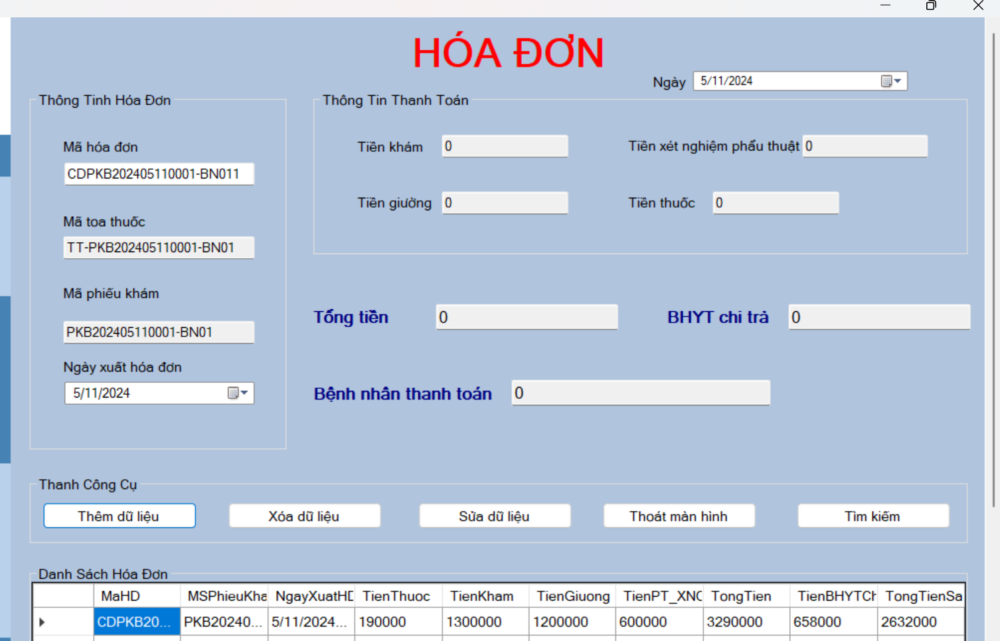 HÓA ĐƠN
Ngày 5/11/2024
Thông Tinh Hóa Đơn
Mã hóa đơn
CDPKB202405110001-BN011
Mã toa thuốc
TT-PKB202405110001-BN01
Mã phiếu khám
PKB202405110001-BN01
Ngày xuất hóa đơn
5/11/2024
Thông Tin Thanh Toán
Tiền khám 0 Tiền xét nghiệm phẩu thuật 0
Tiền giường 0 Tiền thuốc 0
Tổng tiền 0 BHYT chi trả 0
Bệnh nhân thanh toán 0
Thanh Công Cụ
Thêm dữ liệu Xóa dữ liệu Sửa dữ liệu Thoát màn hình Tìm kiếm
Danh Sách Hóa Đơn
MaHD MSPhieuKha NgayXuatHD TienThuoc TienKham TienGiuong TienPT_XNC TongTien TienBHYTCh TongTienSa
CDPKB20... PKB20240... 5/11/2024... 190000 1300000 1200000 600000 3290000 658000 2632000